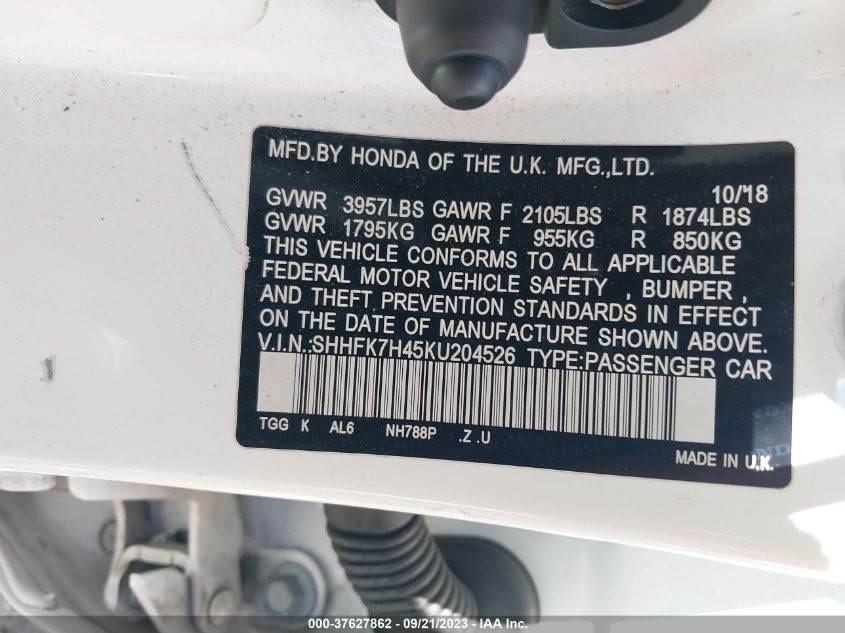 MFD.BY HONDA OF THE U.K. MFG.,LTD.
10/18
GVWR 3957LBS GAWR F 2105LBS R 1874LBS
GVWR 1795KG GAWR F 955KG R 850KG
THIS VEHICLE CONFORMS TO ALL APPLICABLE
FEDERAL MOTOR VEHICLE SAFETY , BUMPER ,
AND THEFT PREVENTION STANDARDS IN EFFECT
ON THE DATE OF MANUFACTURE SHOWN ABOVE.
V.I.N.:SHHFK7H45KU204526 TYPE:PASSENGER CAR
TGG K AL6 NH788P .Z .U
MADE IN U.K.
000-37627862 - 09/21/2023 - IAA Inc.